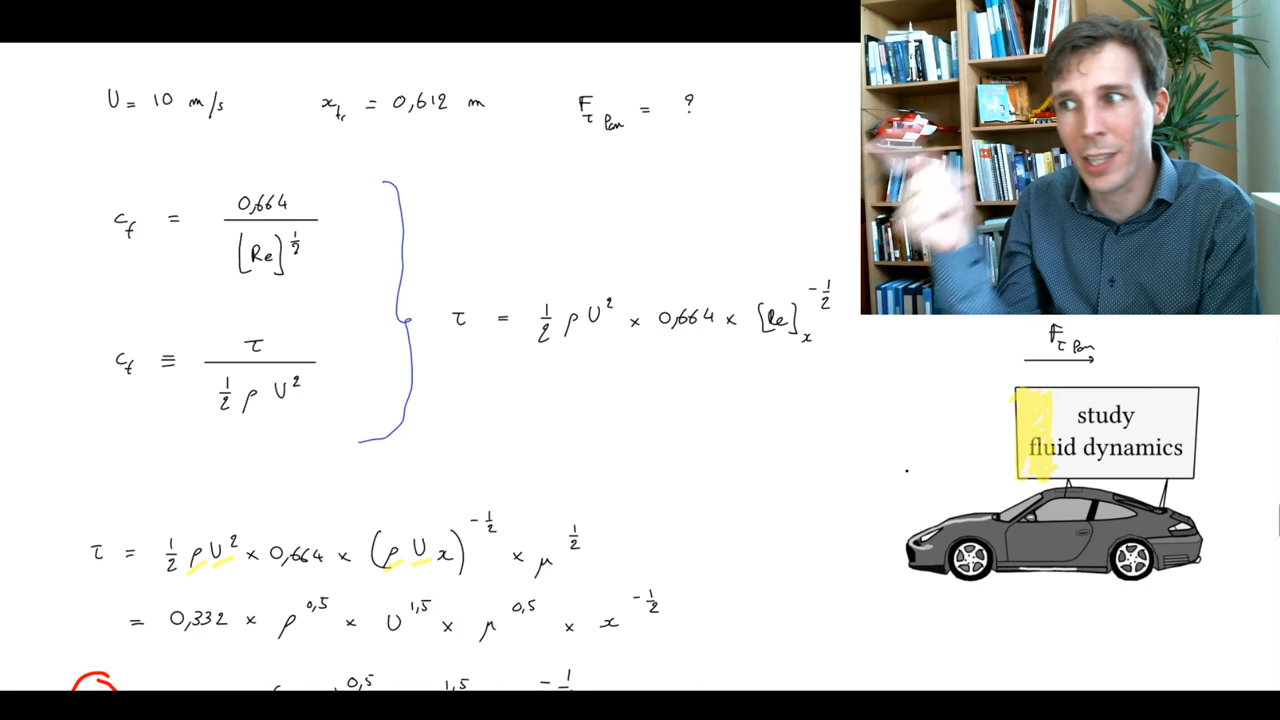 U = 10 m/s   x_tr = 0,612 m   F_τ Pan = ?
c_f = 0,664 / [Re]^{1/2}
τ = 1/2 ρ U² × 0,664 × [Re]_x^{-1/2}
c_f ≡ τ / (1/2 ρ U²)
F_τ Pan
study
fluid dynamics
τ = 1/2 ρ U² × 0,664 × (ρ U x)^{-1/2} × μ^{1/2}
= 0,332 × ρ^{0,5} × U^{1,5} × μ^{0,5} × x^{-1/2}